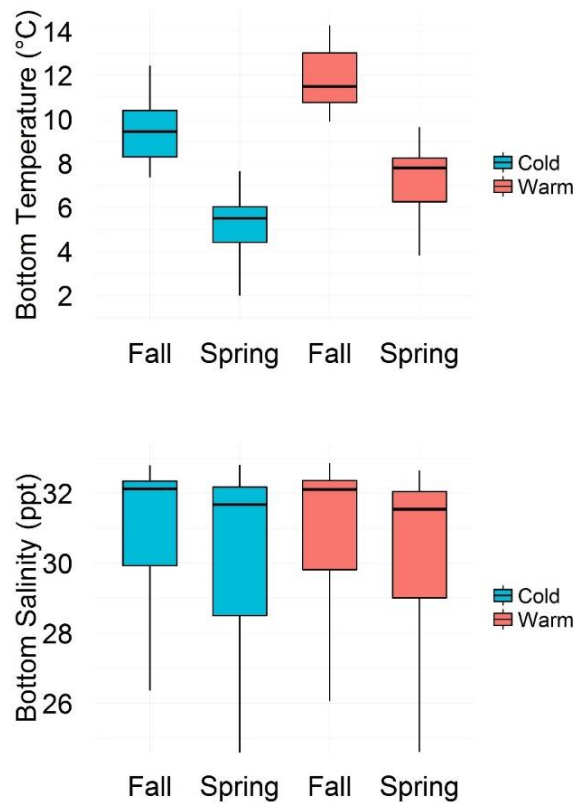 Bottom Temperature (°C)
14
12
10
8
6
4
2
Fall Spring Fall Spring
Cold
Warm
Bottom Salinity (ppt)
32
30
28
26
Fall Spring Fall Spring
Cold
Warm